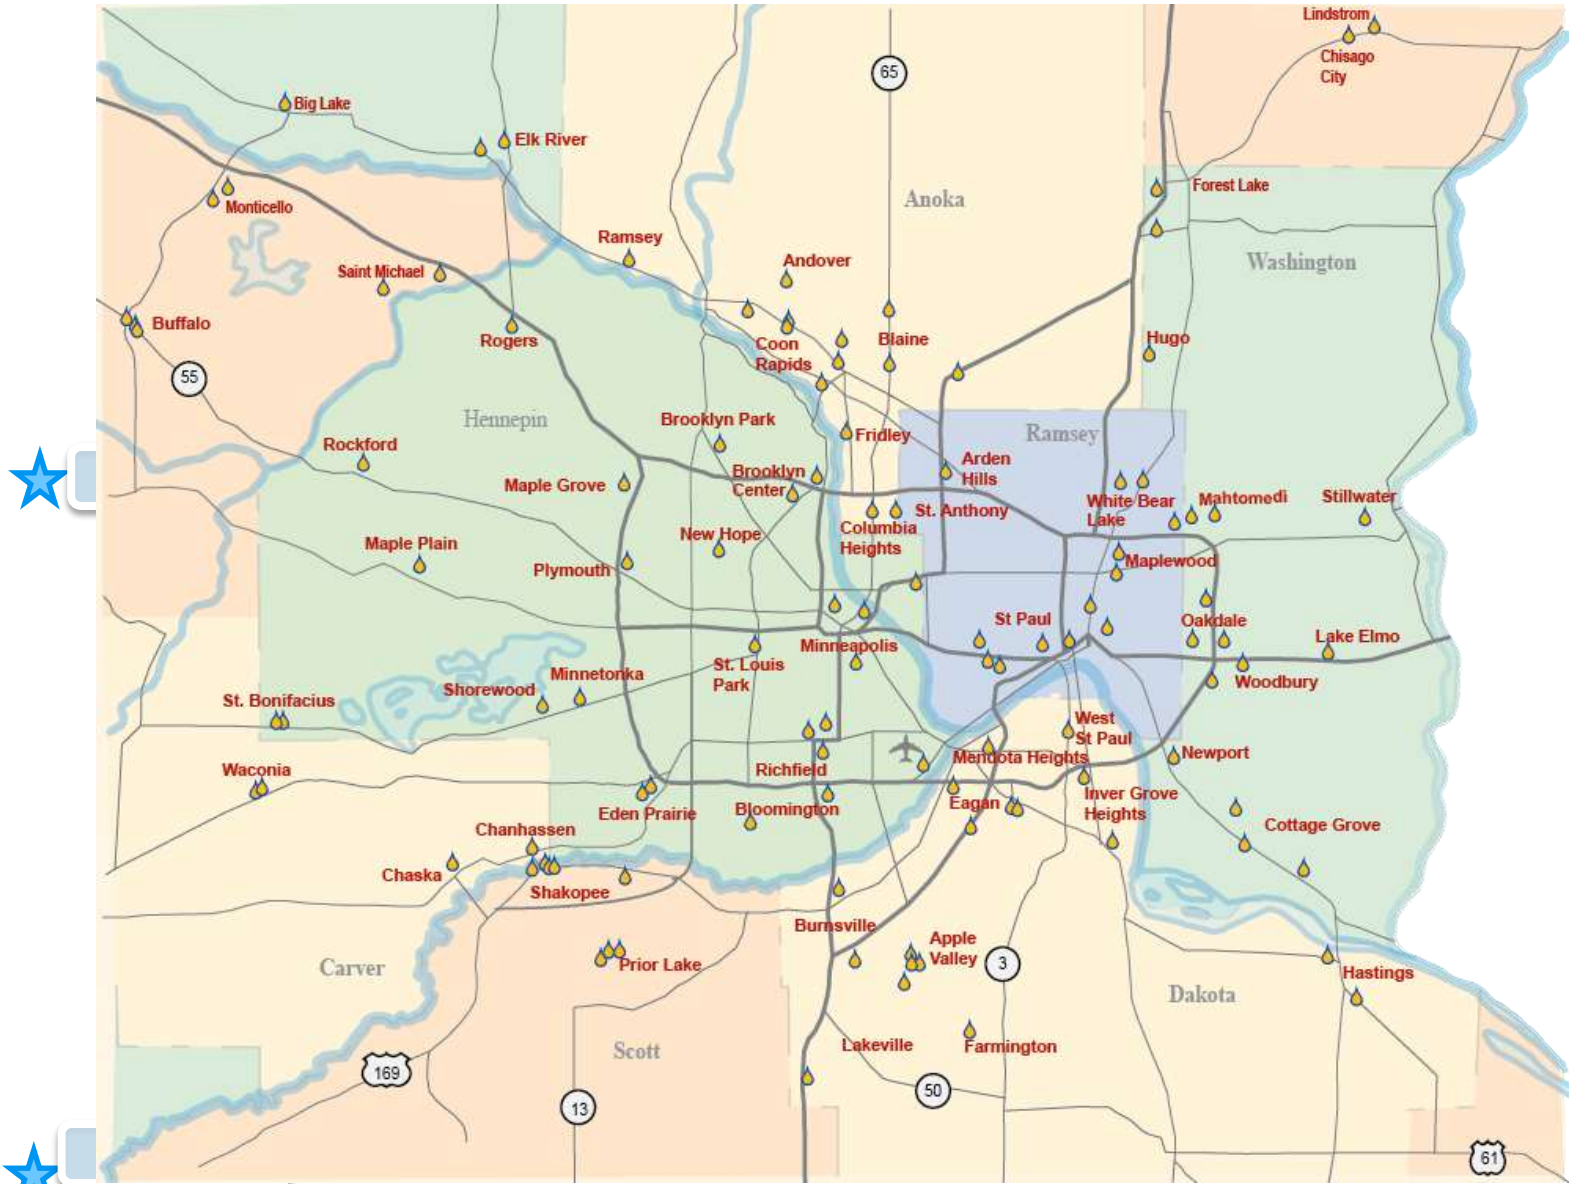 Lindstrom
Chisago
City
65
Big Lake
Elk River
Forest Lake
Anoka
Monticello
Ramsey
Washington
Andover
Saint Michael
Buffalo
Rogers
Coon
Rapids
Blaine
Hugo
55
Hennepin
Brooklyn Park
Fridley
Ramsey
Rockford
Maple Grove
Brooklyn
Center
Arden
Hills
White Bear
Lake
Mahtomedi
Stillwater
St. Anthony
Columbia
Heights
New Hope
Maple Plain
Plymouth
Maplewood
St Paul
Oakdale
Lake Elmo
Minneapolis
St. Louis
Park
Minnetonka
Shorewood
Woodbury
St. Bonifacius
West
St Paul
Mendota Heights
Newport
Waconia
Richfield
Eden Prairie
Bloomington
Eagan
Inver Grove
Heights
Cottage Grove
Chanhassen
Chaska
Shakopee
Burnsville
Apple
Valley
3
Prior Lake
Carver
Hastings
Dakota
Scott
Lakeville
Farmington
169
13
50
61